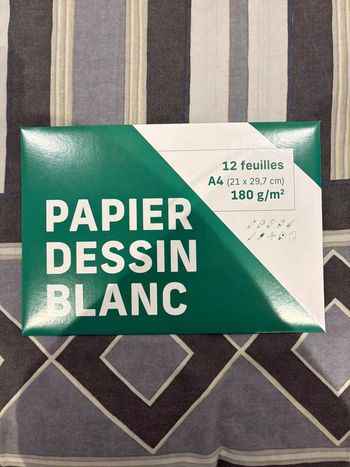 12 feuilles
A4 (21 x 29,7 cm)
180 g/m²
PAPIER
DESSIN
BLANC